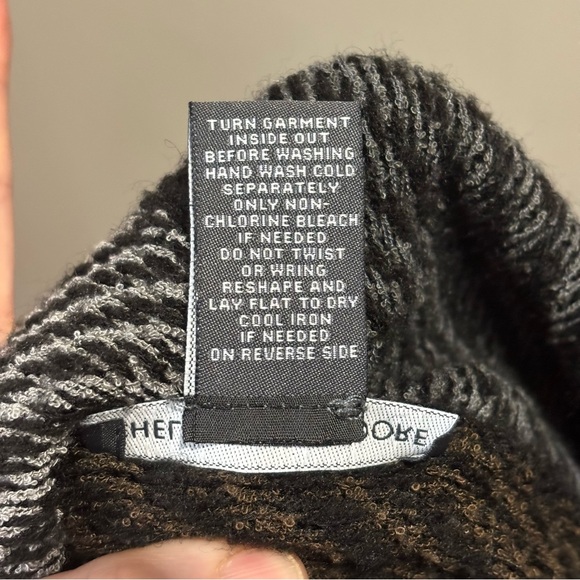 TURN GARMENT
INSIDE OUT
BEFORE WASHING
HAND WASH COLD
SEPARATELY
ONLY NON-
CHLORINE BLEACH
IF NEEDED
DO NOT TWIST
OR WRING
RESHAPE AND
LAY FLAT TO DRY
COOL IRON
IF NEEDED
ON REVERSE SIDE